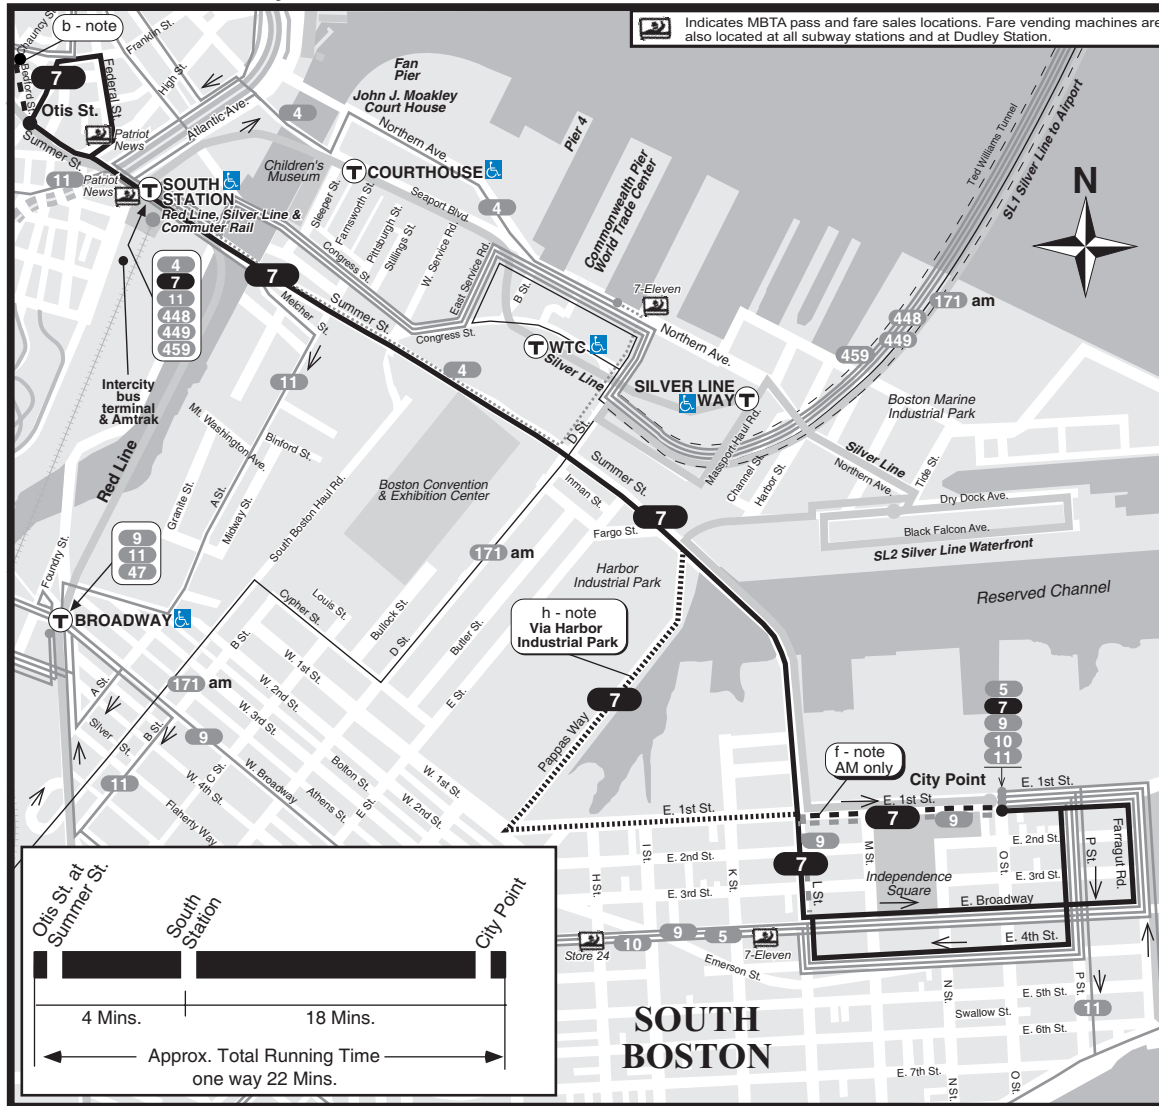 Indicates MBTA pass and fare sales locations. Fare vending machines are
also located at all subway stations and at Dudley Station.
b - note
Chauncy St.
Bedford St.
7
Otis St.
Federal St.
Franklin St.
High St.
Atlantic Ave.
Summer St.
Patriot
News
11
Patriot
News
T
SOUTH
STATION
Red Line, Silver Line &
Commuter Rail
4
7
11
448
449
459
Intercity
bus
terminal
& Amtrak
Red Line
Fan
Pier
John J. Moakley
Court House
4
Northern Ave.
Children's
Museum
T
COURTHOUSE
Seaport Blvd.
4
Sleeper St.
Farnsworth St.
Pittsburgh St.
Stillings St.
W. Service Rd.
East Service Rd.
Congress St.
B St.
Pier 4
Commonwealth Pier
World Trade Center
7-Eleven
Northern Ave.
Ted Williams Tunnel
SL1 Silver Line to Airport
N
171 am
448
449
459
7
Melcher St.
Summer St.
Congress St.
4
11
T
WTC
Silver Line
SILVER LINE
WAY
T
Boston Marine
Industrial Park
Massport Haul Rd.
Channel St.
Harbor St.
Silver Line
Northern Ave.
Tide St.
Dry Dock Ave.
Black Falcon Ave.
SL2 Silver Line Waterfront
Reserved Channel
Mt. Washington Ave.
Binford St.
Granite St.
A St.
Midway St.
South Boston Haul Rd.
Boston Convention
& Exhibition Center
D St.
Summer St.
Inman St.
7
Fargo St.
171 am
Harbor
Industrial Park
h - note
Via Harbor
Industrial Park
7
Pappas Way
Foundry St.
9
11
47
T
BROADWAY
Cypher St.
Louis St.
Bullock St.
D St.
Butler St.
E St.
B St.
W. 1st St.
W. 2nd St.
W. 3rd St.
171 am
A St.
Silver St.
B St.
9
11
C St.
W. 4th St.
W. Broadway
Flaherty Way
Bolton St.
Athens St.
E St.
W. 1st St.
W. 2nd St.
5
7
9
10
11
f - note
AM only
City Point
E. 1st St.
E. 1st St.
E. 1st St.
7
9
9
7
I St.
E. 2nd St.
K St.
H St.
E. 3rd St.
L St.
M St.
Independence
Square
O St.
E. 2nd St.
E. 3rd St.
P St.
Farragut Rd.
E. Broadway
E. 4th St.
Store 24
10
9
5
7-Eleven
Emerson St.
N St.
E. 5th St.
Swallow St.
E. 6th St.
P St.
11
E. 7th St.
N St.
O St.
SOUTH
BOSTON
Otis St. at
Summer St.
South
Station
City Point
4 Mins.
18 Mins.
Approx. Total Running Time
one way 22 Mins.